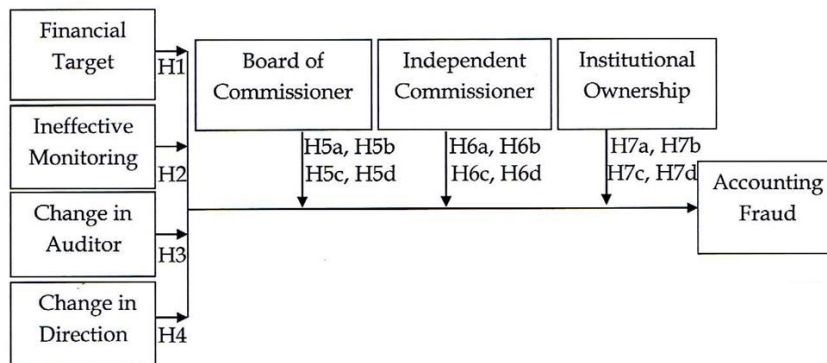 Financial
Target
H1
Board of
Commissioner
Independent
Commissioner
Institutional
Ownership
Ineffective
Monitoring
H2
H5a, H5b
H5c, H5d
H6a, H6b
H6c, H6d
H7a, H7b
H7c, H7d
Accounting
Fraud
Change in
Auditor
H3
Change in
Direction
H4